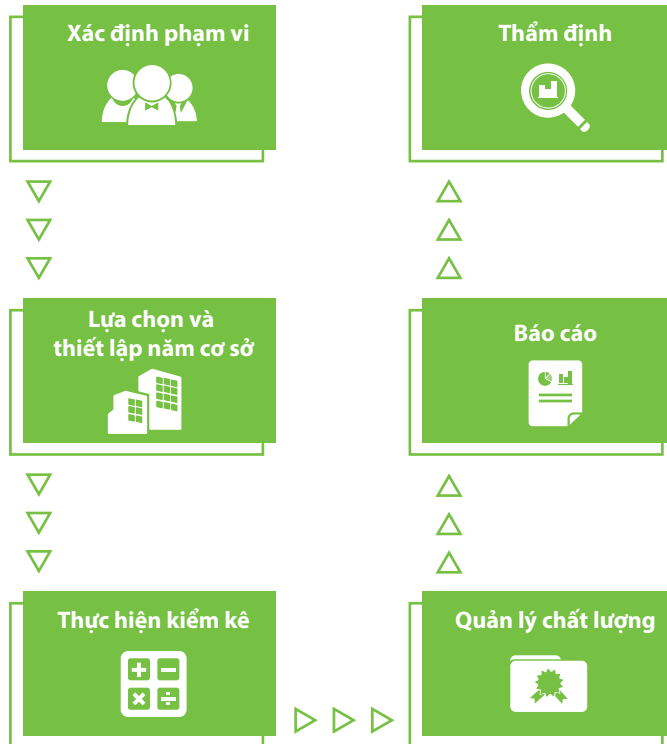 Xác định phạm vi
Thẩm định
Lựa chọn và
thiết lập năm cơ sở
Báo cáo
Thực hiện kiểm kê
Quản lý chất lượng